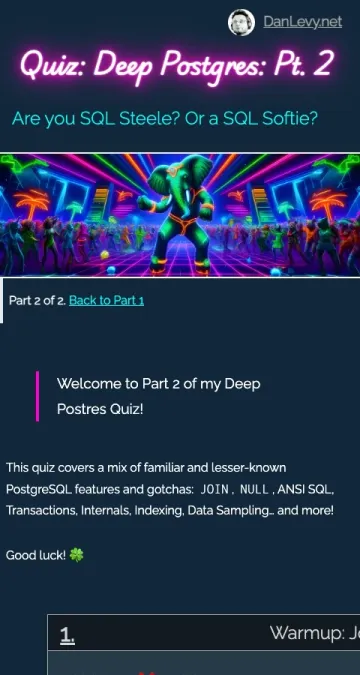 DanLevy.net
Quiz: Deep Postgres: Pt. 2
Are you SQL Steele? Or a SQL Softie?
Part 2 of 2. Back to Part 1
Welcome to Part 2 of my Deep
Postres Quiz!
This quiz covers a mix of familiar and lesser-known
PostgreSQL features and gotchas: JOIN, NULL, ANSI SQL,
Transactions, Internals, Indexing, Data Sampling… and more!
Good luck! 🍀
1.
Warmup: